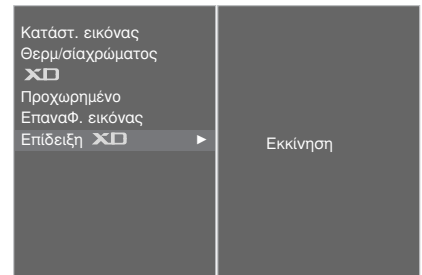 Κατάστ. εικόνας
Θερμ/σίαχρώματος
XD
Προχωρημένο
ΕπαναΦ. εικόνας
Επίδειξη XD ►
Εκκίνηση